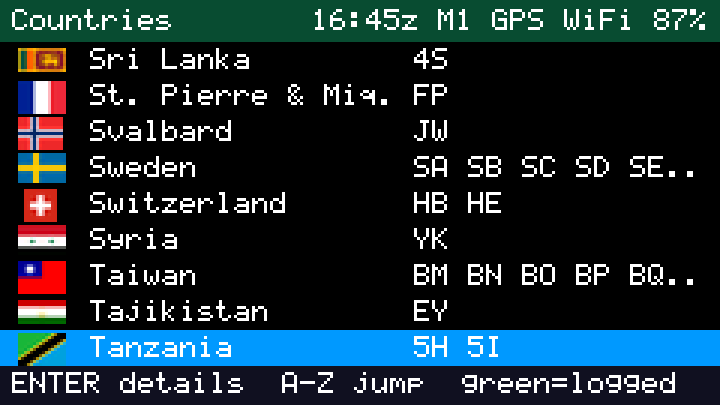 Countries 16:45z M1 GPS WiFi 87%
Sri Lanka 4S
St. Pierre & Miq. FP
Svalbard JW
Sweden SA SB SC SD SE..
Switzerland HB HE
Syria YK
Taiwan BM BN BO BP BQ..
Tajikistan EY
Tanzania 5H 5I
ENTER details A-Z jump green=logged